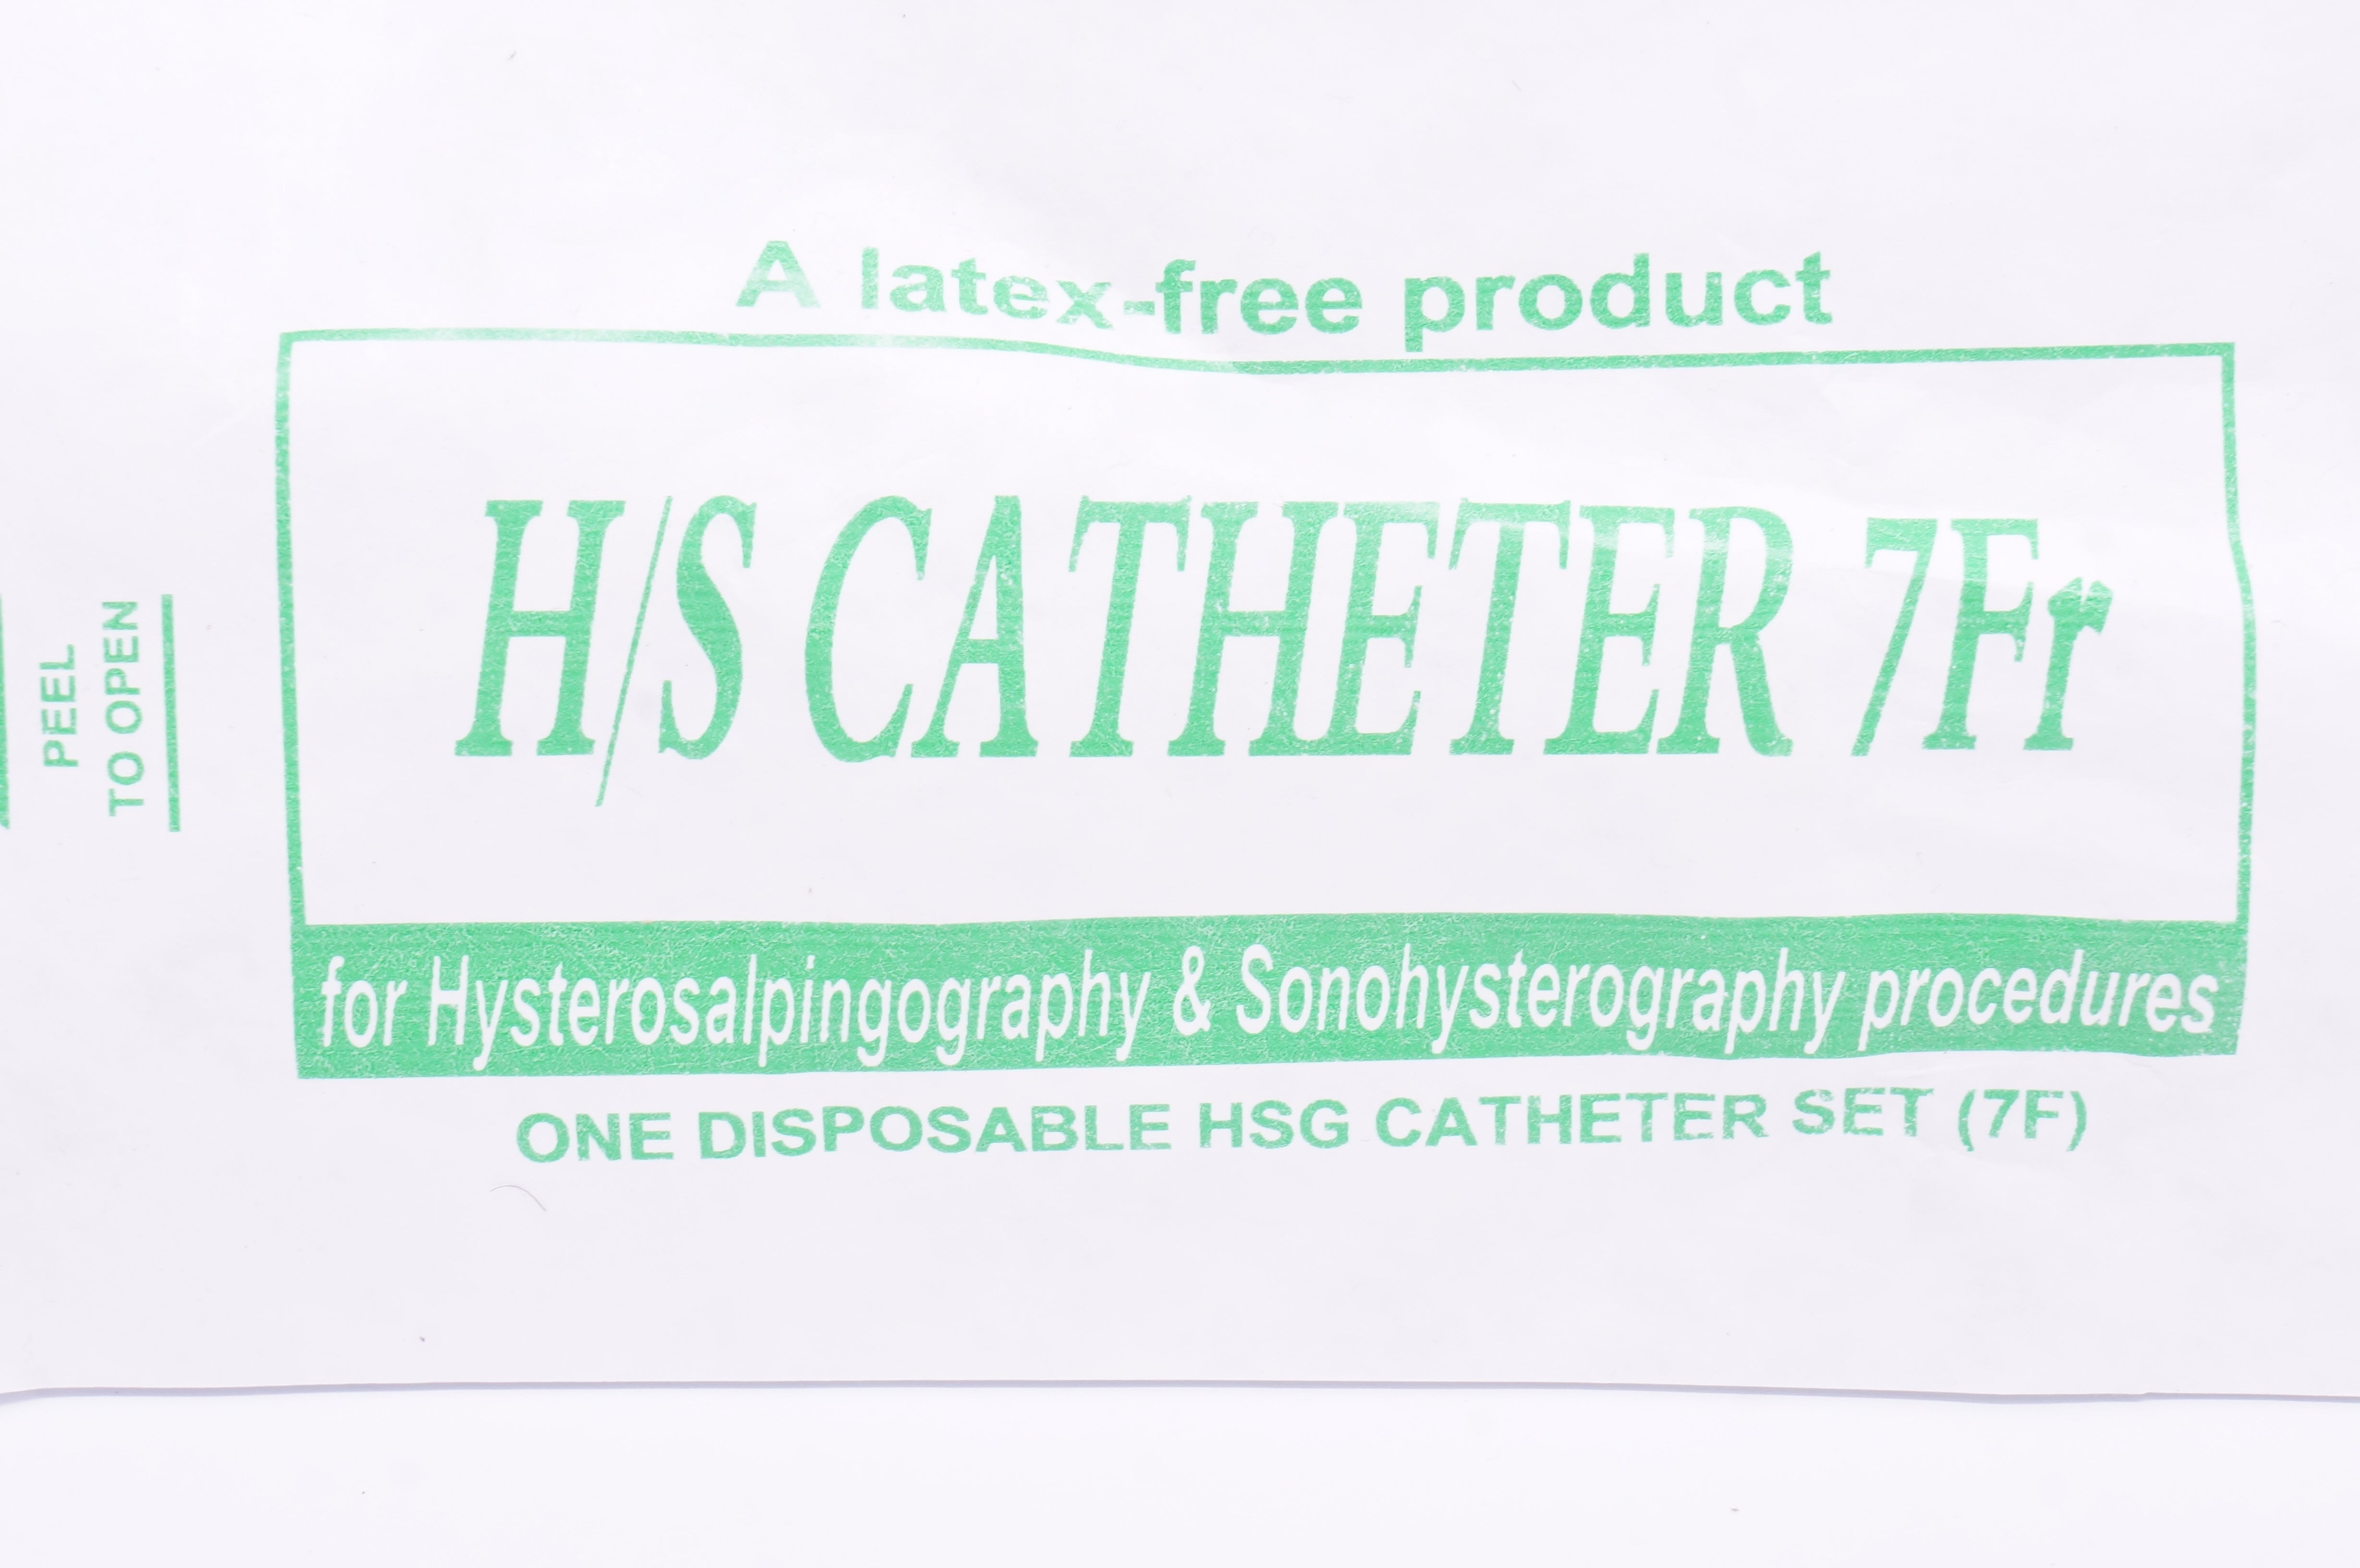 A latex-free product
H/S CATHETER 7Fr
for Hysterosalpingography & Sonohysterography procedures
ONE DISPOSABLE HSG CATHETER SET (7F)
PEEL
TO OPEN